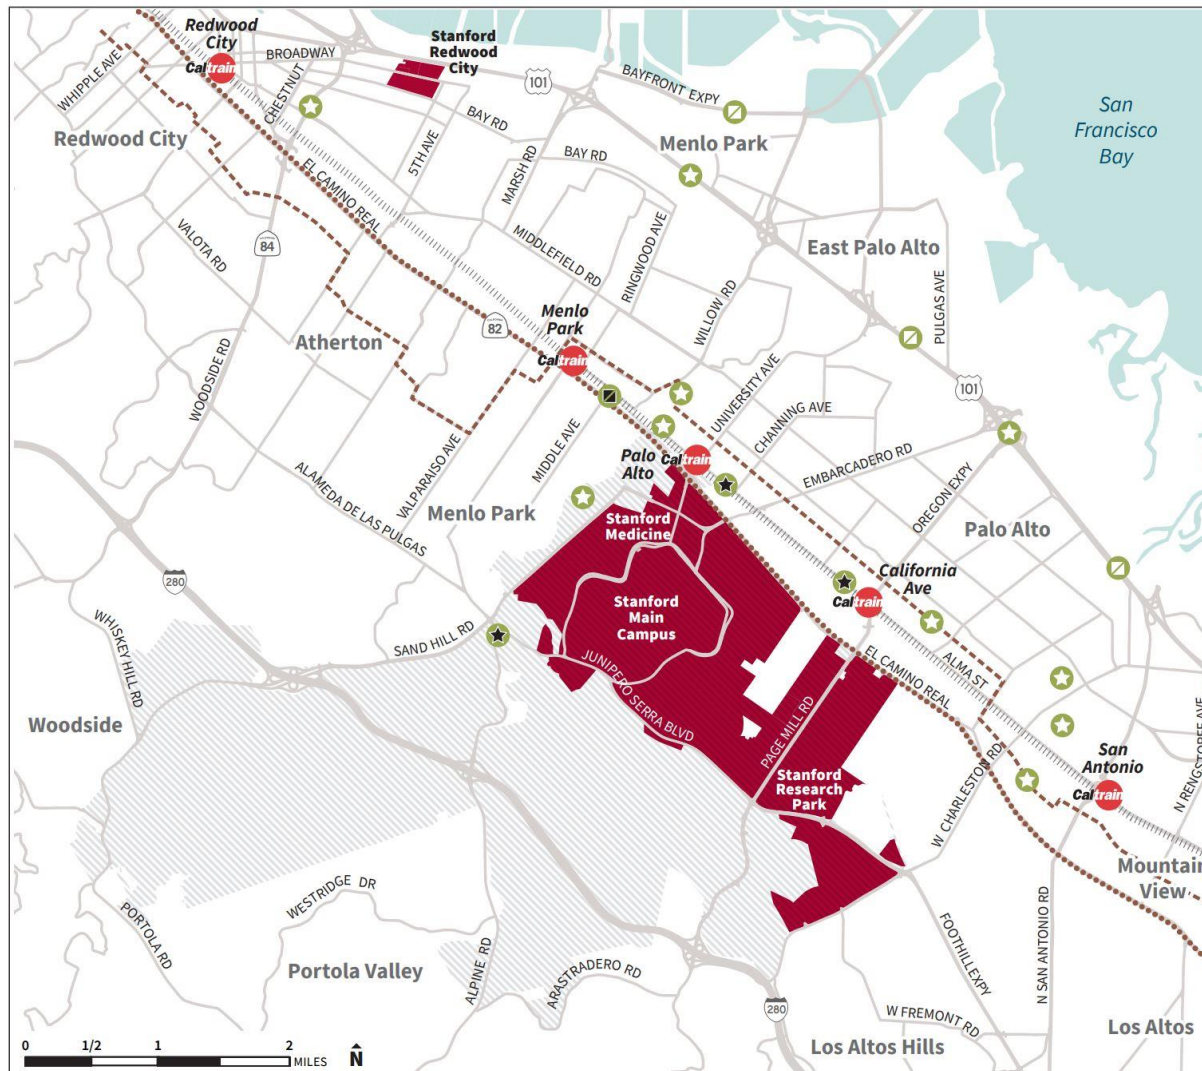 Redwood
City
Caltrain
BROADWAY
Stanford
Redwood
City
WHIPPLE AVE
CHESTNUT
101
BAYFRONT EXPY
San
Francisco
Bay
Redwood City
5TH AVE
BAY RD
MARSH RD
BAY RD
Menlo Park
EL CAMINO REAL
VALOTA RD
84
MIDDLEFIELD RD
RINGWOOD AVE
East Palo Alto
WILLOW RD
PULGAS AVE
Atherton
82
Menlo
Park
Caltrain
WOODSIDE RD
UNIVERSITY AVE
101
CHANNING AVE
MIDDLE AVE
VALPARAISO AVE
Palo
Alto
Caltrain
EMBARCADERO RD
OREGON EXPY
ALAMEDA DE LAS PULGAS
Menlo Park
Stanford
Medicine
Palo Alto
280
California
Ave
Caltrain
Stanford
Main
Campus
WHISKEY HILL RD
SAND HILL RD
JUNIPERO SERRA BLVD
EL CAMINO REAL
ALMA ST
Woodside
PAGE MILL RD
Stanford
Research
Park
W CHARLESTON RD
San
Antonio
Caltrain
N RENGSTORFF AVE
Mountain
View
WESTRIDGE DR
PORTOLA RD
ALPINE RD
Portola Valley
ARASTRADERO RD
FOOTHILL EXPY
N SAN ANTONIO RD
280
W FREMONT RD
Los Altos
Los Altos Hills
0 1/2 1 2
MILES
N